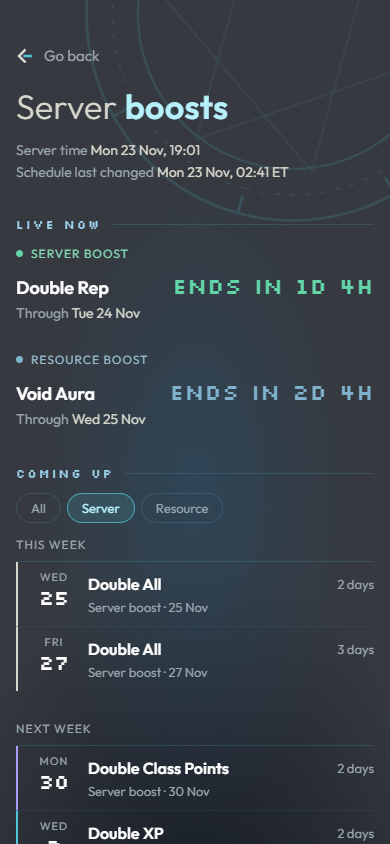 Go back
Server boosts
Server time Mon 23 Nov, 19:01
Schedule last changed Mon 23 Nov, 02:41 ET
LIVE NOW
SERVER BOOST
Double Rep ENDS IN 1D 4H
Through Tue 24 Nov
RESOURCE BOOST
Void Aura ENDS IN 2D 4H
Through Wed 25 Nov
COMING UP
All Server Resource
THIS WEEK
WED
25 Double All 2 days
Server boost · 25 Nov
FRI
27 Double All 3 days
Server boost · 27 Nov
NEXT WEEK
MON
30 Double Class Points 2 days
Server boost · 30 Nov
WED
Double XP 2 days